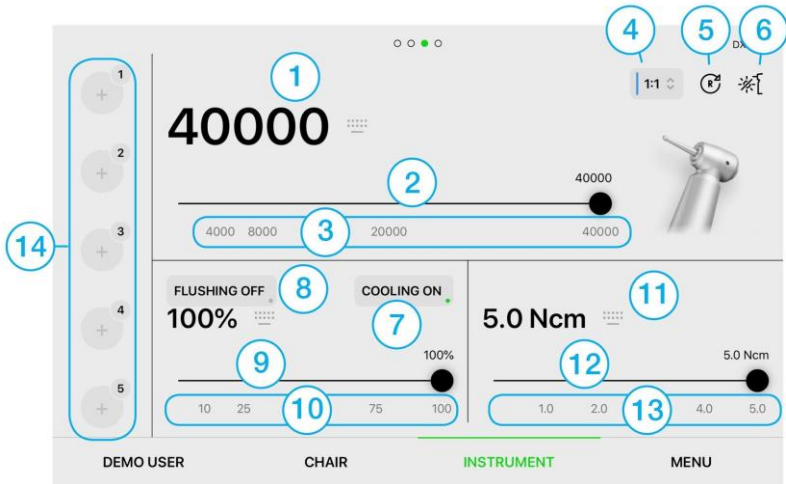 4 5 6
DX
1
1:1 R
1
40000
2
40000
2
3
4000 8000 3 20000 40000
14
4
FLUSHING OFF 8 COOLING ON 11
100% 7 5.0 Ncm
9 100% 12 5.0 Ncm
5
10 25 10 75 100 1.0 2.0 13 4.0 5.0
DEMO USER CHAIR INSTRUMENT MENU